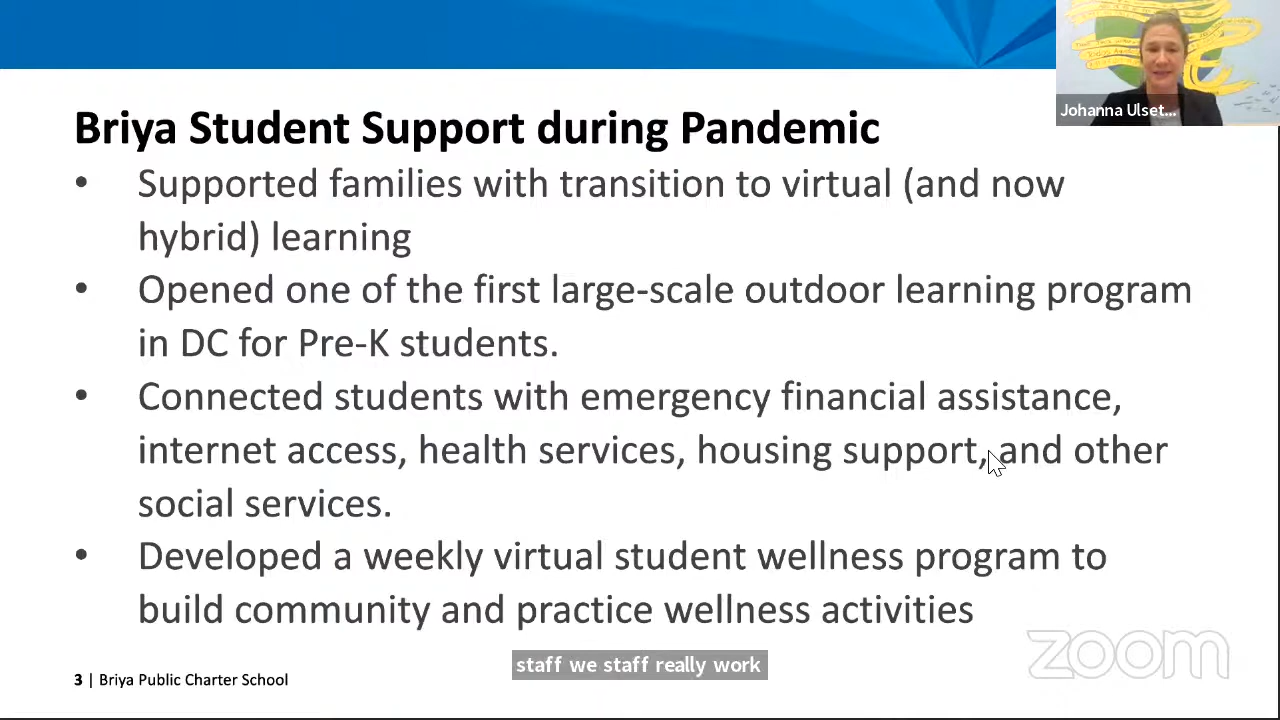 Johanna Ulset...
Briya Student Support during Pandemic
• Supported families with transition to virtual (and now
hybrid) learning
• Opened one of the first large-scale outdoor learning program
in DC for Pre-K students.
• Connected students with emergency financial assistance,
internet access, health services, housing support, and other
social services.
• Developed a weekly virtual student wellness program to
build community and practice wellness activities
zoom
staff we staff really work
3 | Briya Public Charter School